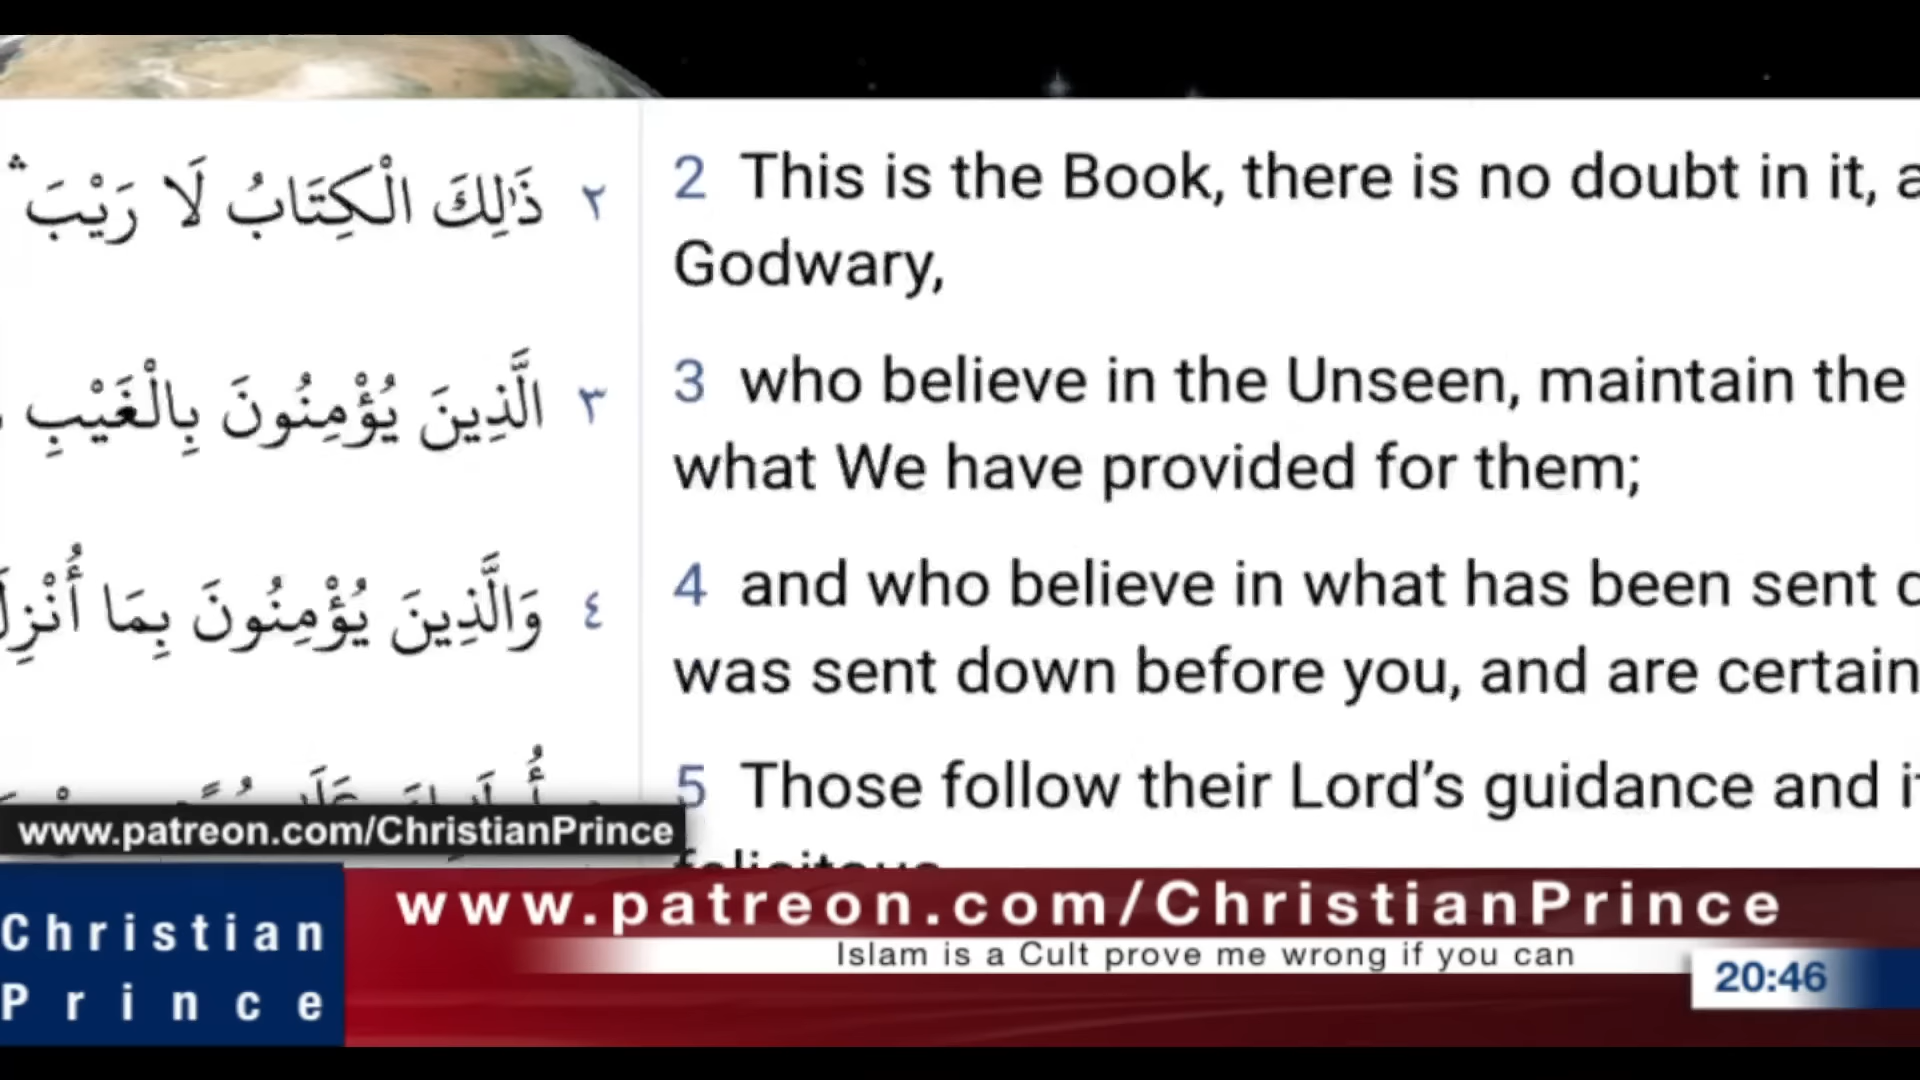 ذَٰلِكَ الْكِتَابُ لَا رَيْبَ ۛ ٢
2 This is the Book, there is no doubt in it,
Godwary,
الَّذِينَ يُؤْمِنُونَ بِالْغَيْبِ ٣
3 who believe in the Unseen, maintain the
what We have provided for them;
وَالَّذِينَ يُؤْمِنُونَ بِمَا ٤
4 and who believe in what has been sent
was sent down before you, and are certain
5 Those follow their Lord’s guidance and
www.patreon.com/ChristianPrince
Christian
Prince
www.patreon.com/ChristianPrince
Islam is a Cult prove me wrong if you can
20:46